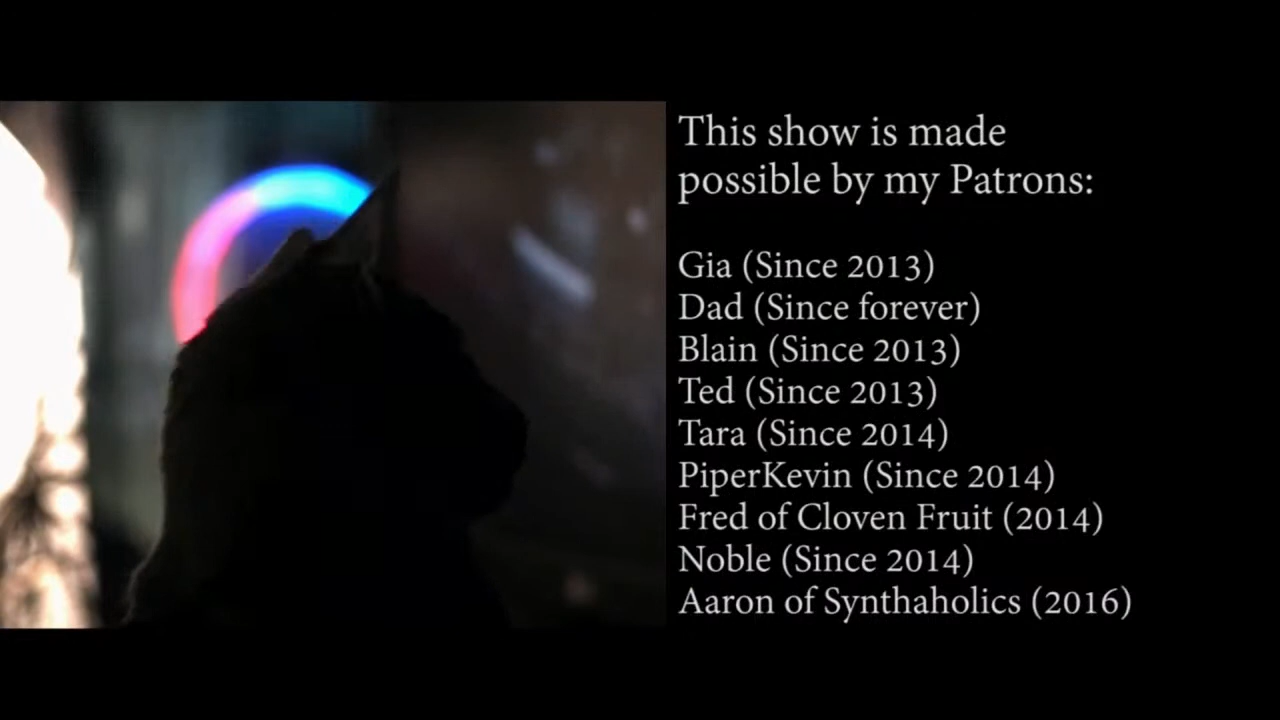 This show is made
possible by my Patrons:
Gia (Since 2013)
Dad (Since forever)
Blain (Since 2013)
Ted (Since 2013)
Tara (Since 2014)
PiperKevin (Since 2014)
Fred of Cloven Fruit (2014)
Noble (Since 2014)
Aaron of Synthaholics (2016)